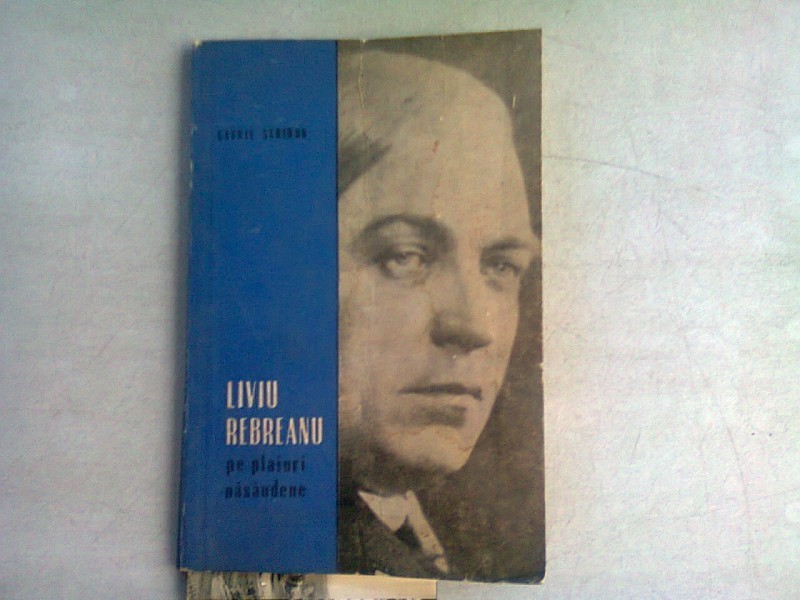 GAVRIL SCRIDON
LIVIU
REBREANU
pe plaiuri
năsăudene